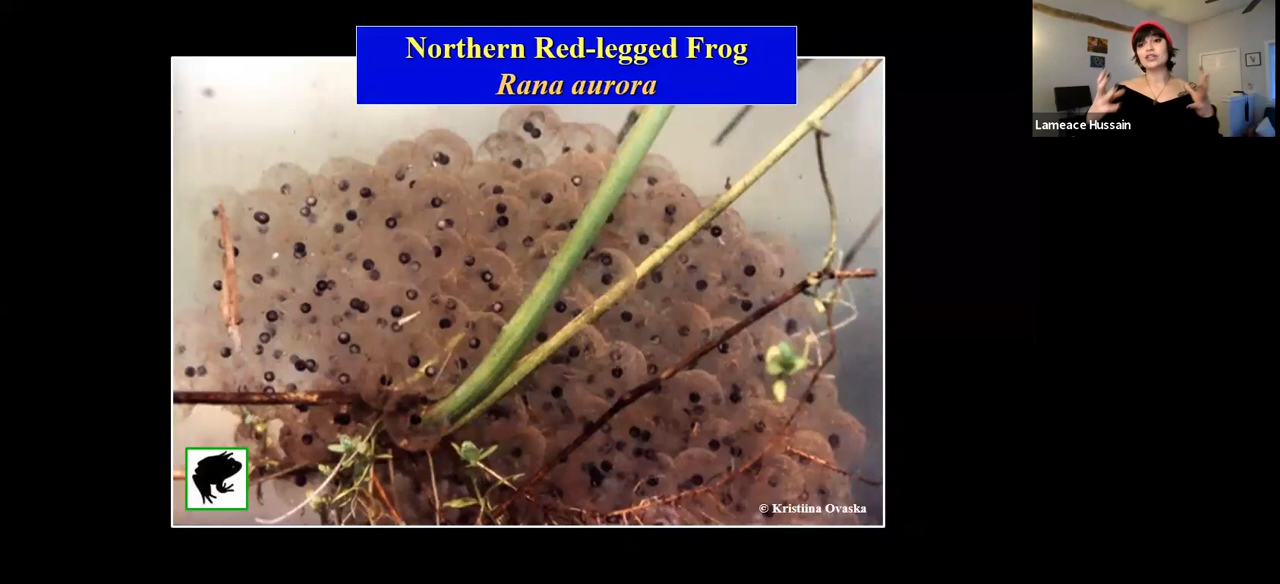 Northern Red-legged Frog
Rana aurora
Lameace Hussain
© Kristiina Ovaska